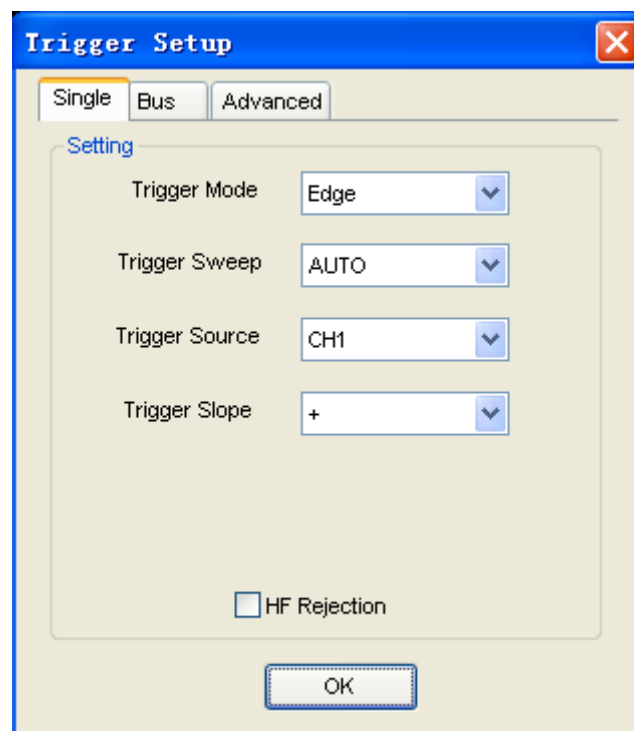 Trigger Setup
Single Bus Advanced
Setting
Trigger Mode Edge
Trigger Sweep AUTO
Trigger Source CH1
Trigger Slope +
HF Rejection
OK